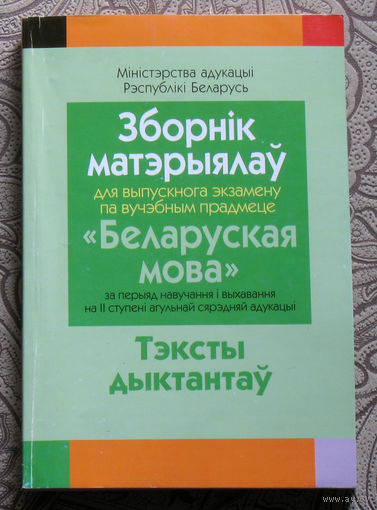 Міністэрства адукацыі
Рэспублікі Беларусь
Зборнік
матэрыялаў
для выпускнога экзамену
па вучэбным прадмеце
«Беларуская
мова»
за перыяд навучання і выхавання
на II ступені агульнай сярэдняй адукацыі
Тэксты
дыктантаў